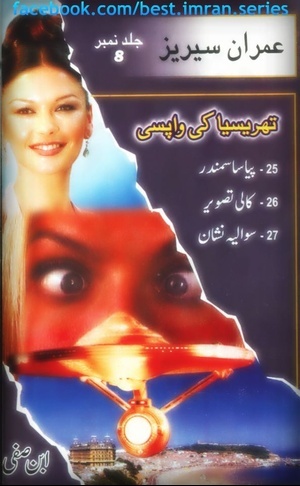 facebook.com/best.imran.series
عمران سیریز جلد نمبر 8
تھریسیا کی واپسی
25- پیاسا سمندر
26- کالی تصویر
27- سوالیہ نشان
ابن صفی